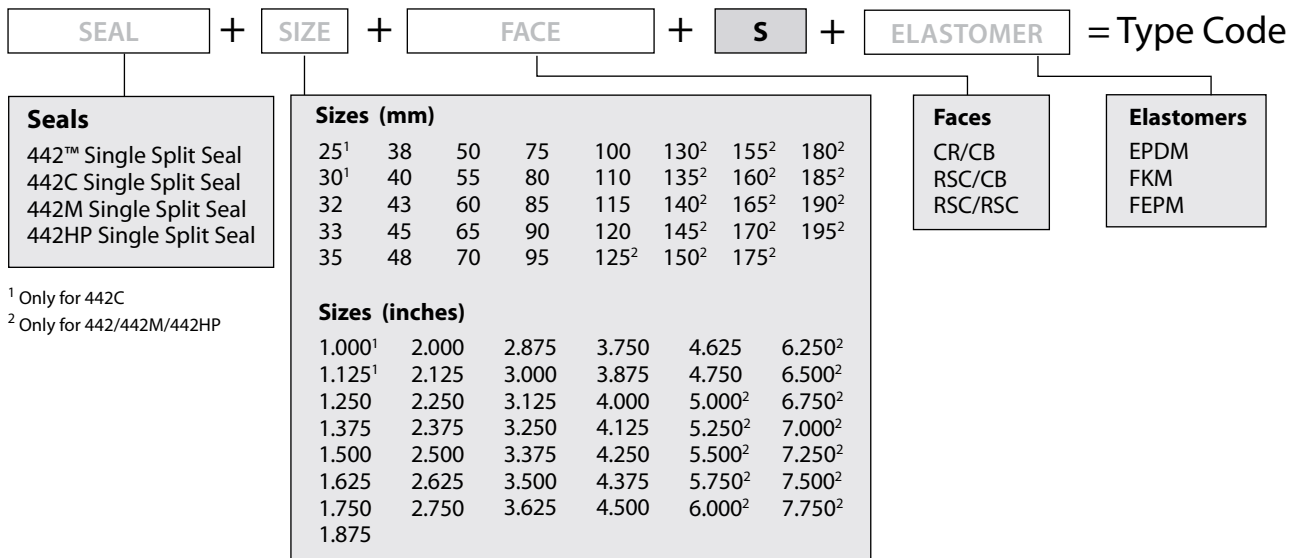 SEAL + SIZE + FACE + S + ELASTOMER = Type Code
Seals
442™ Single Split Seal
442C Single Split Seal
442M Single Split Seal
442HP Single Split Seal
¹ Only for 442C
² Only for 442/442M/442HP
Sizes (mm)
25¹ 38 50 75 100 130² 155² 180²
30¹ 40 55 80 110 135² 160² 185²
32 43 60 85 115 140² 165² 190²
33 45 65 90 120 145² 170² 195²
35 48 70 95 125² 150² 175²
Sizes (inches)
1.000¹ 2.000 2.875 3.750 4.625 6.250²
1.125¹ 2.125 3.000 3.875 4.750 6.500²
1.250 2.250 3.125 4.000 5.000² 6.750²
1.375 2.375 3.250 4.125 5.250² 7.000²
1.500 2.500 3.375 4.250 5.500² 7.250²
1.625 2.625 3.500 4.375 5.750² 7.500²
1.750 2.750 3.625 4.500 6.000² 7.750²
1.875
Faces
CR/CB
RSC/CB
RSC/RSC
Elastomers
EPDM
FKM
FEPM